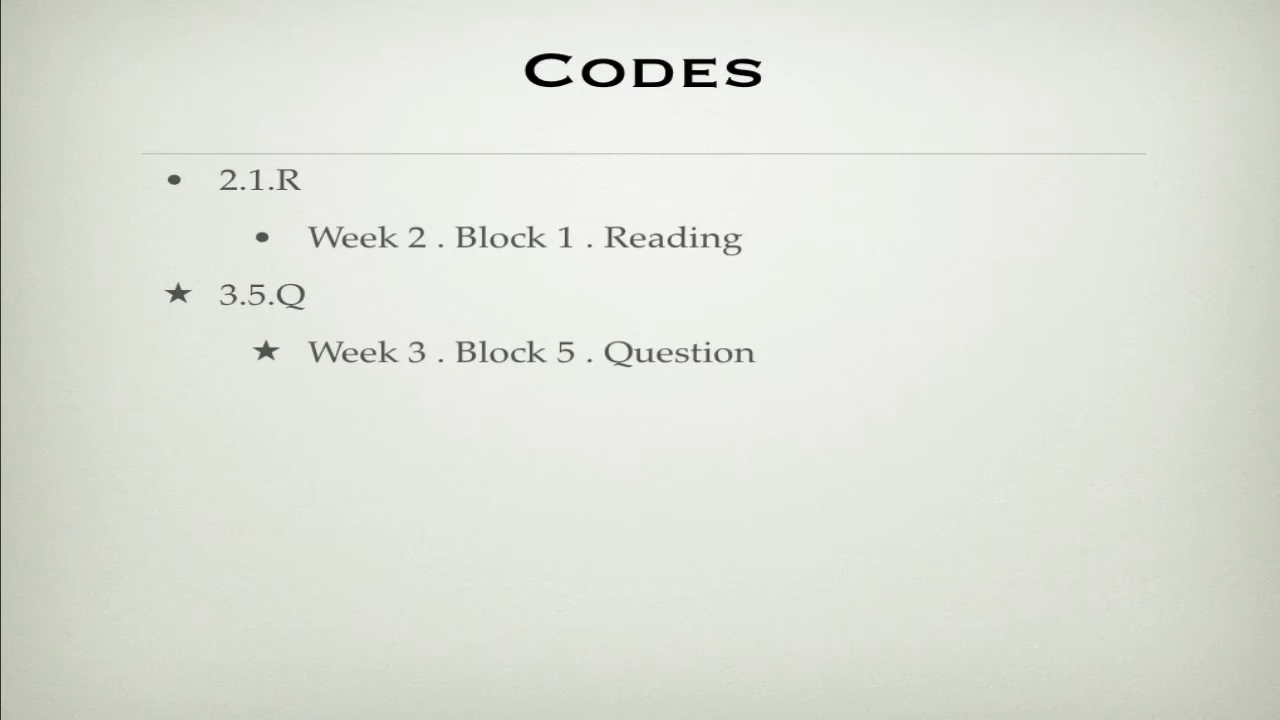 Codes
• 2.1.R
• Week 2 . Block 1 . Reading
★ 3.5.Q
★ Week 3 . Block 5 . Question